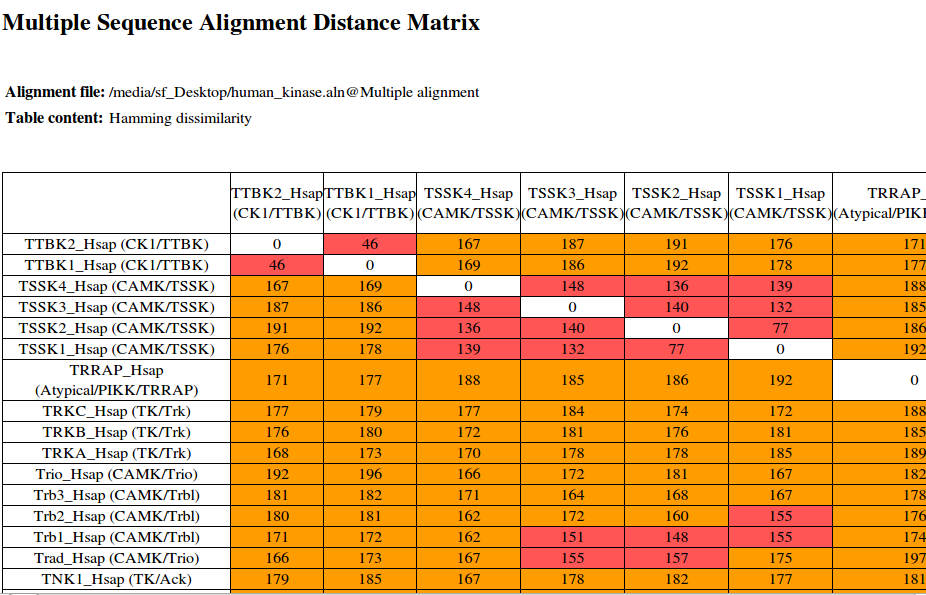 Multiple Sequence Alignment Distance Matrix
Alignment file: /media/sf_Desktop/human_kinase.aln@Multiple alignment
Table content: Hamming dissimilarity
TTBK2_Hsap TTBK1_Hsap TSSK4_Hsap TSSK3_Hsap TSSK2_Hsap TSSK1_Hsap TRRAP_
(CK1/TTBK) (CK1/TTBK) (CAMK/TSSK) (CAMK/TSSK) (CAMK/TSSK) (CAMK/TSSK) (Atypical/PIK
TTBK2_Hsap (CK1/TTBK) 0 46 167 187 191 176 171
TTBK1_Hsap (CK1/TTBK) 46 0 169 186 192 178 177
TSSK4_Hsap (CAMK/TSSK) 167 169 0 148 136 139 188
TSSK3_Hsap (CAMK/TSSK) 187 186 148 0 140 132 185
TSSK2_Hsap (CAMK/TSSK) 191 192 136 140 0 77 186
TSSK1_Hsap (CAMK/TSSK) 176 178 139 132 77 0 192
TRRAP_Hsap
(Atypical/PIKK/TRRAP) 171 177 188 185 186 192 0
TRKC_Hsap (TK/Trk) 177 179 177 184 174 172 188
TRKB_Hsap (TK/Trk) 176 180 172 181 176 181 185
TRKA_Hsap (TK/Trk) 168 173 170 178 178 185 189
Trio_Hsap (CAMK/Trio) 192 196 166 172 181 167 182
Trb3_Hsap (CAMK/Trbl) 181 182 171 164 168 167 178
Trb2_Hsap (CAMK/Trbl) 180 181 162 172 160 155 176
Trb1_Hsap (CAMK/Trbl) 171 172 162 151 148 155 174
Trad_Hsap (CAMK/Trio) 166 173 167 155 157 175 197
TNK1_Hsap (TK/Ack) 179 185 167 178 182 177 181